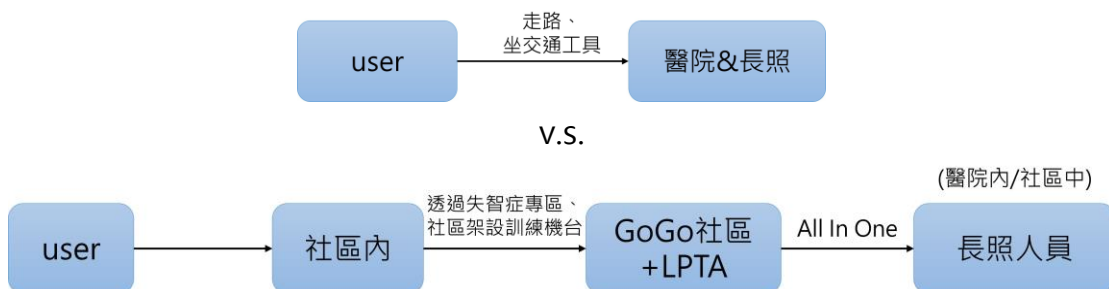 走路、
坐交通工具
user
醫院&長照
V.S.
(醫院內/社區中)
透過失智症專區、
社區架設訓練機台
user
社區內
GoGo社區
+LPTA
All In One
長照人員